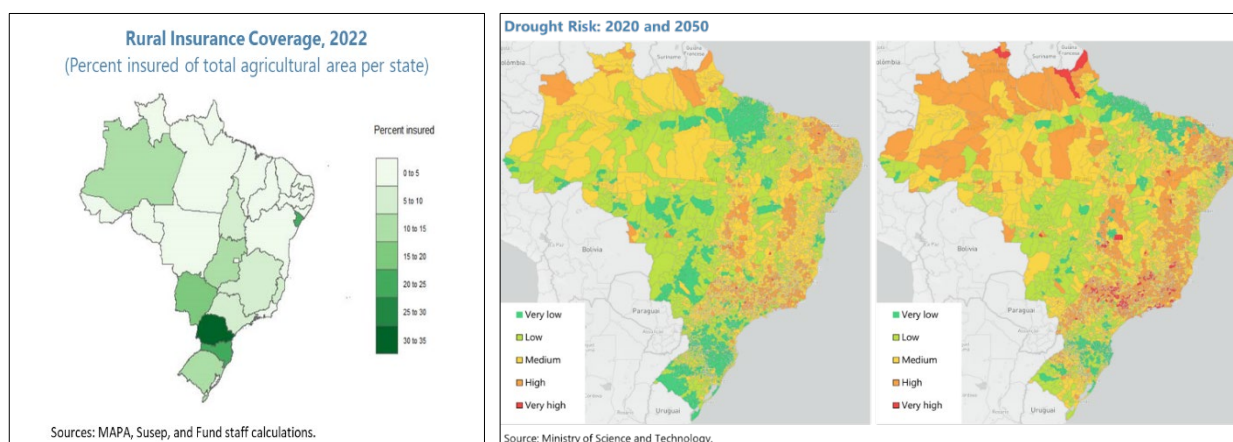 Rural Insurance Coverage, 2022
(Percent insured of total agricultural area per state)
Percent insured
0 to 5
5 to 10
10 to 15
15 to 20
20 to 25
25 to 30
30 to 35
Sources: MAPA, Susep, and Fund staff calculations.
Drought Risk: 2020 and 2050
Suriname
Bolivia
Paraguai
Uruguai
Very low
Low
Medium
High
Very high
Suriname
Bolivia
Paraguai
Uruguai
Very low
Low
Medium
High
Very high
Source: Ministry of Science and Technology.